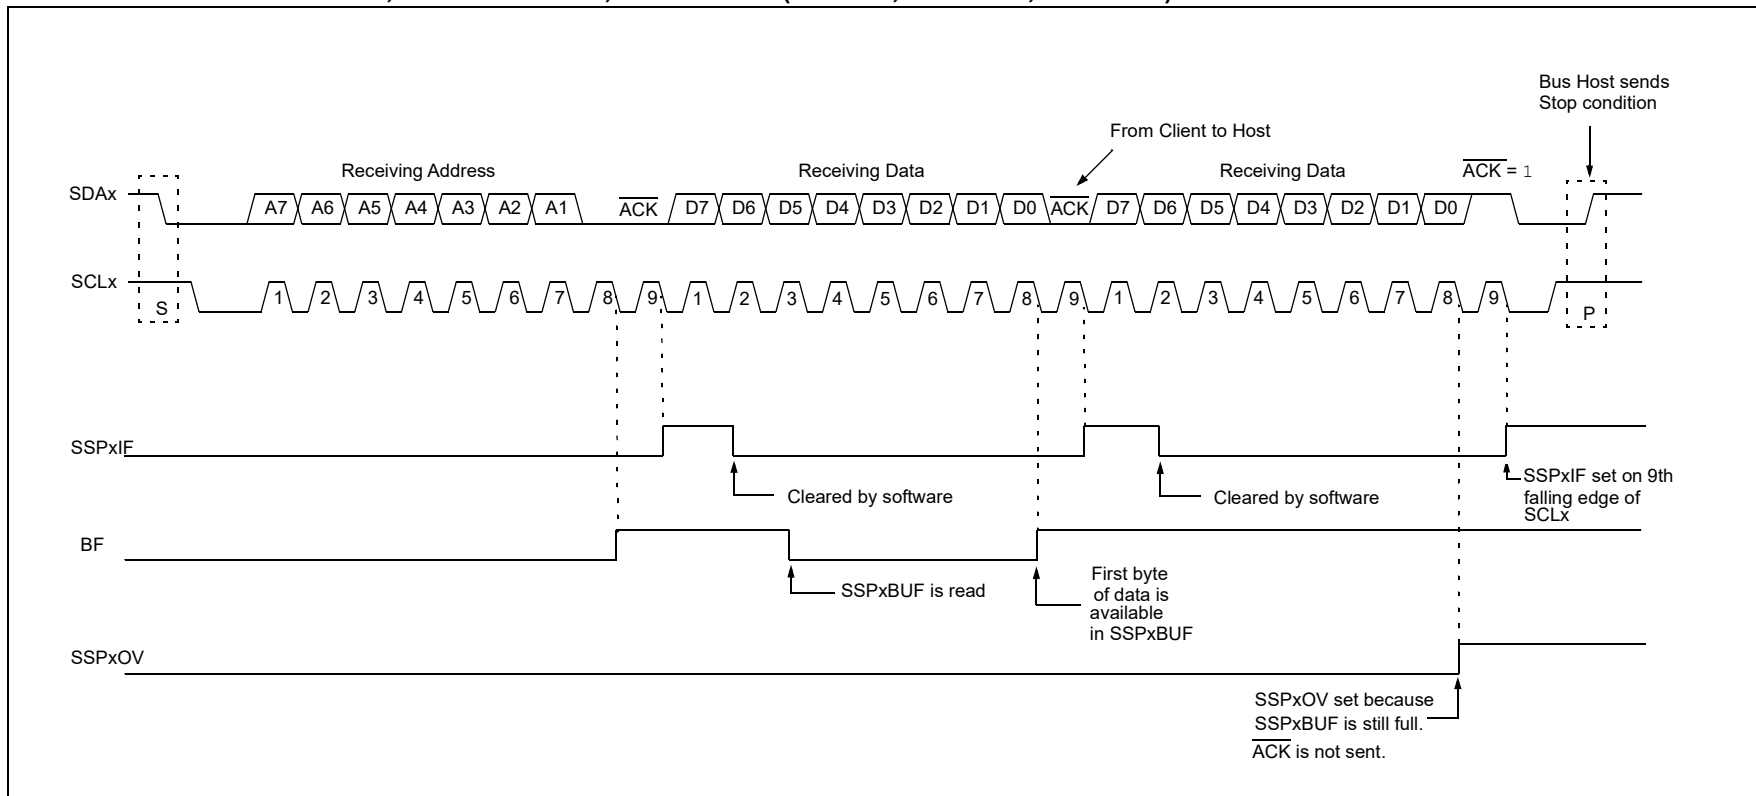 Bus Host sends
Stop condition
From Client to Host
Receiving Address
Receiving Data
Receiving Data
ACK = 1
SDAx
A7 A6 A5 A4 A3 A2 A1 ACK D7 D6 D5 D4 D3 D2 D1 D0 ACK D7 D6 D5 D4 D3 D2 D1 D0
SCLx
S
1 2 3 4 5 6 7 8 9 1 2 3 4 5 6 7 8 9 1 2 3 4 5 6 7 8 9
P
SSPxIF
Cleared by software
Cleared by software
SSPxIF set on 9th
falling edge of
SCLx
BF
SSPxBUF is read
First byte
of data is
available
in SSPxBUF
SSPxOV
SSPxOV set because
SSPxBUF is still full.
ACK is not sent.